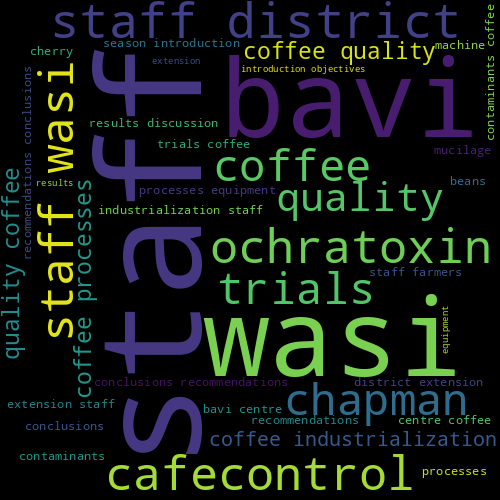 staff district
coffee
cherry
season introduction
coffee quality
machine
extension
introduction objectives
contaminants
bavi
staff
staff wasi
results discussion
recommendations conclusions
trials coffee
mucilage
coffee
quality coffee
results
processes equipment
quality
beans
coffee processes
industrialization staff
ochratoxin
staff farmers
trials
wasi
equipment
conclusions recommendations
district extension
chapman
extension staff
bavi centre
recommendations
centre coffee
conclusions
coffee industrialization
contaminants
cafecontrol
processes